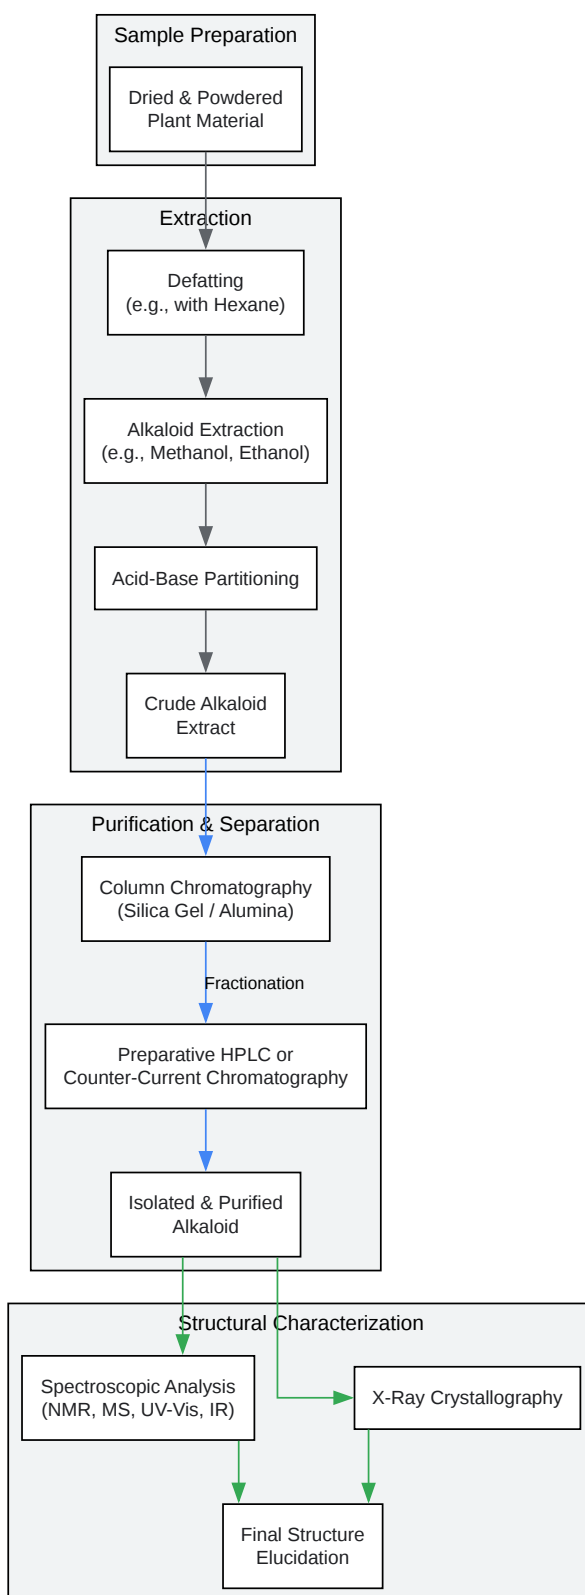 Sample Preparation
Dried & Powdered
Plant Material
Extraction
Defatting
(e.g., with Hexane)
Alkaloid Extraction
(e.g., Methanol, Ethanol)
Acid-Base Partitioning
Crude Alkaloid
Extract
Purification & Separation
Column Chromatography
(Silica Gel / Alumina)
Fractionation
Preparative HPLC or
Counter-Current Chromatography
Isolated & Purified
Alkaloid
Structural Characterization
Spectroscopic Analysis
(NMR, MS, UV-Vis, IR)
X-Ray Crystallography
Final Structure
Elucidation